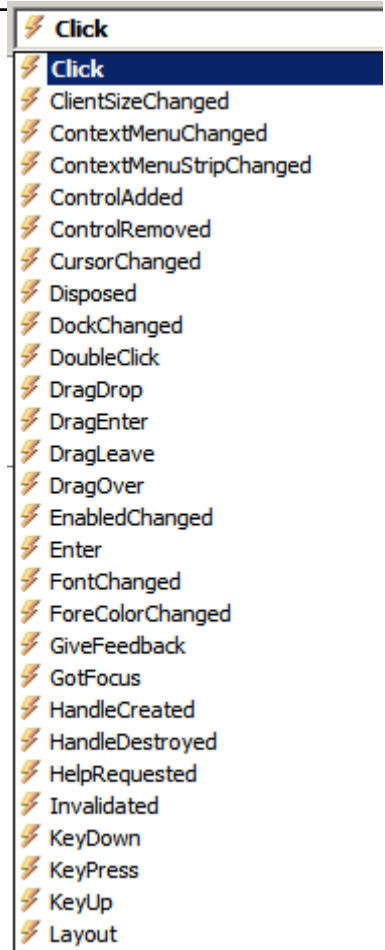 Click
Click
ClientSizeChanged
ContextMenuChanged
ContextMenuStripChanged
ControlAdded
ControlRemoved
CursorChanged
Disposed
DockChanged
DoubleClick
DragDrop
DragEnter
DragLeave
DragOver
EnabledChanged
Enter
FontChanged
ForeColorChanged
GiveFeedback
GotFocus
HandleCreated
HandleDestroyed
HelpRequested
Invalidated
KeyDown
KeyPress
KeyUp
Layout